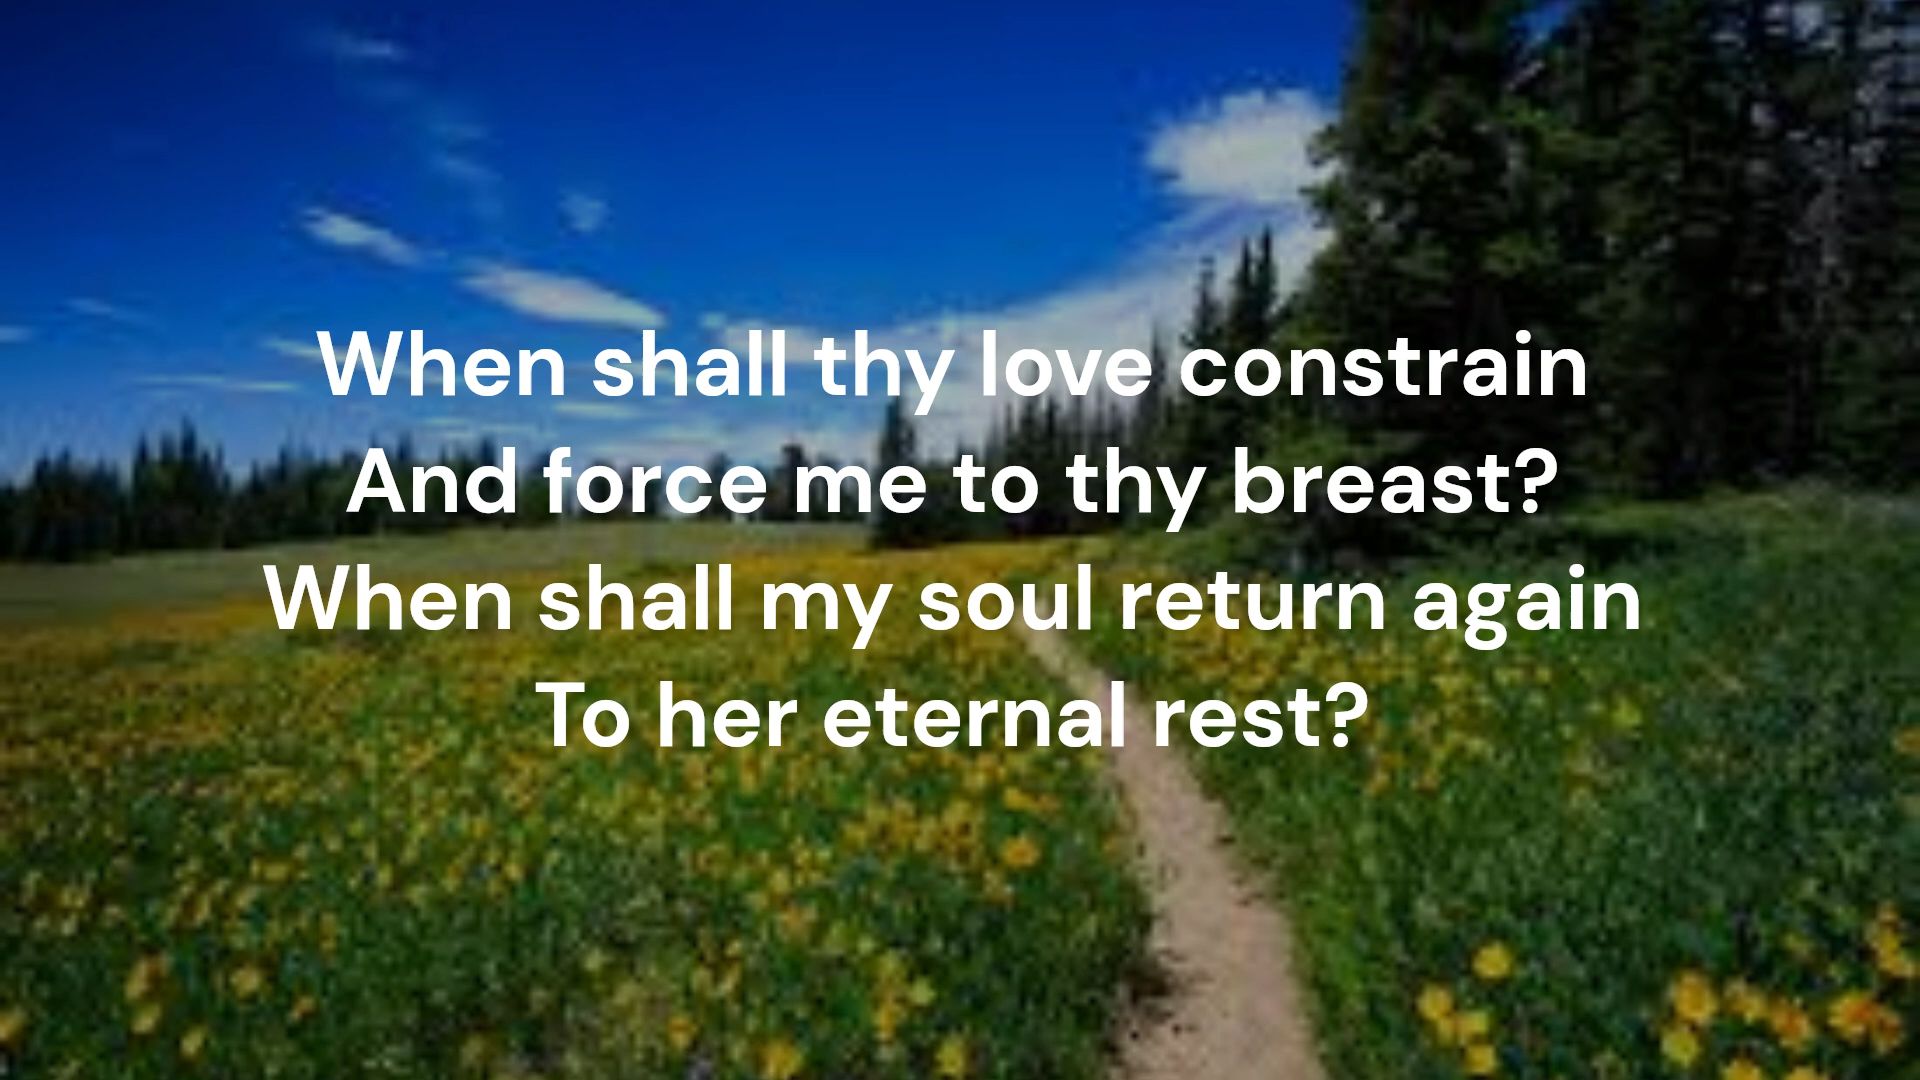 When shall thy love constrain
And force me to thy breast?
When shall my soul return again
To her eternal rest?